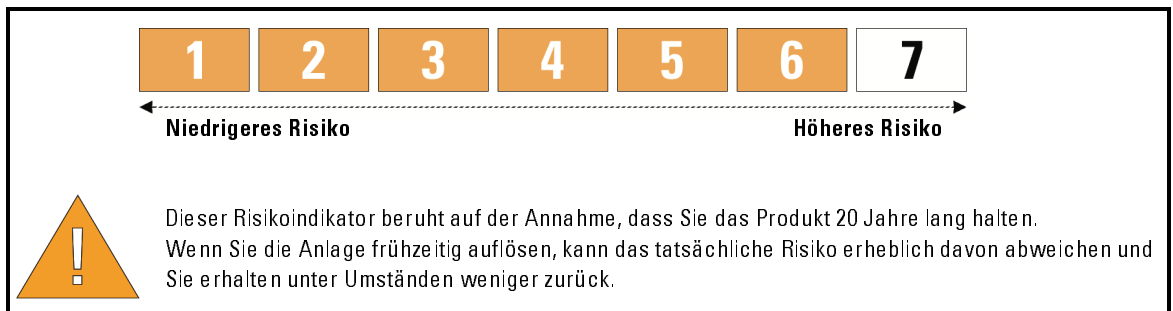 1 2 3 4 5 6 7
Niedrigeres Risiko Höheres Risiko
Dieser Risikoindikator beruht auf der Annahme, dass Sie das Produkt 20 Jahre lang halten.
Wenn Sie die Anlage frühzeitig auflösen, kann das tatsächliche Risiko erheblich davon abweichen und
Sie erhalten unter Umständen weniger zurück.